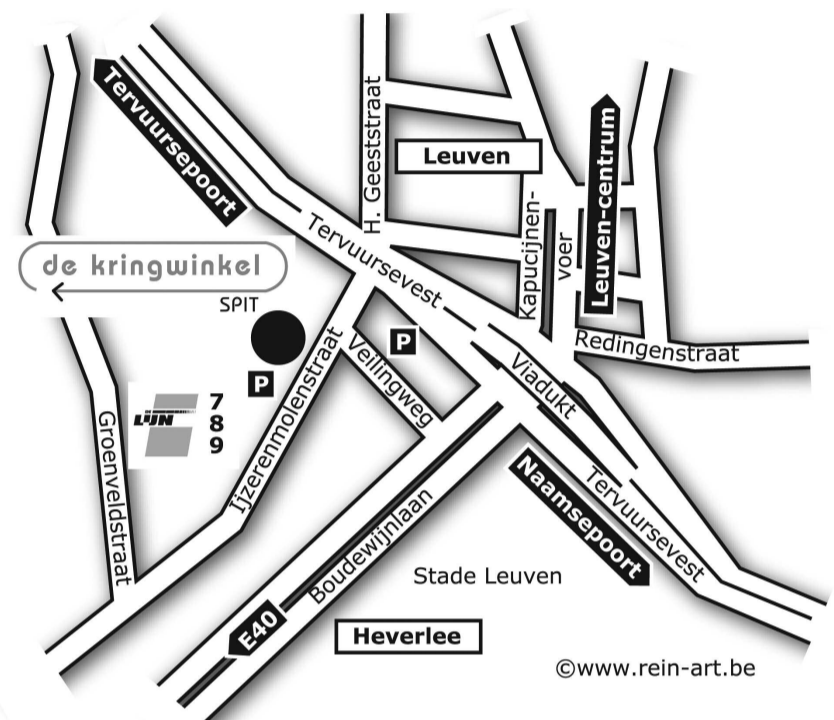 Tervuursepoort
H. Geeststraat
Leuven
Leuven-centrum
Kapucijnen-
voer
Tervuursevest
de kringwinkel
SPIT
P
P
Veilingweg
Viadukt
Redingenstraat
LIJN
7
8
9
Groenveldstraat
Ijzerenmolenstraat
Boudewijnlaan
Naamsepoort
Tervuursevest
Stade Leuven
E40
Heverlee
©www.rein-art.be